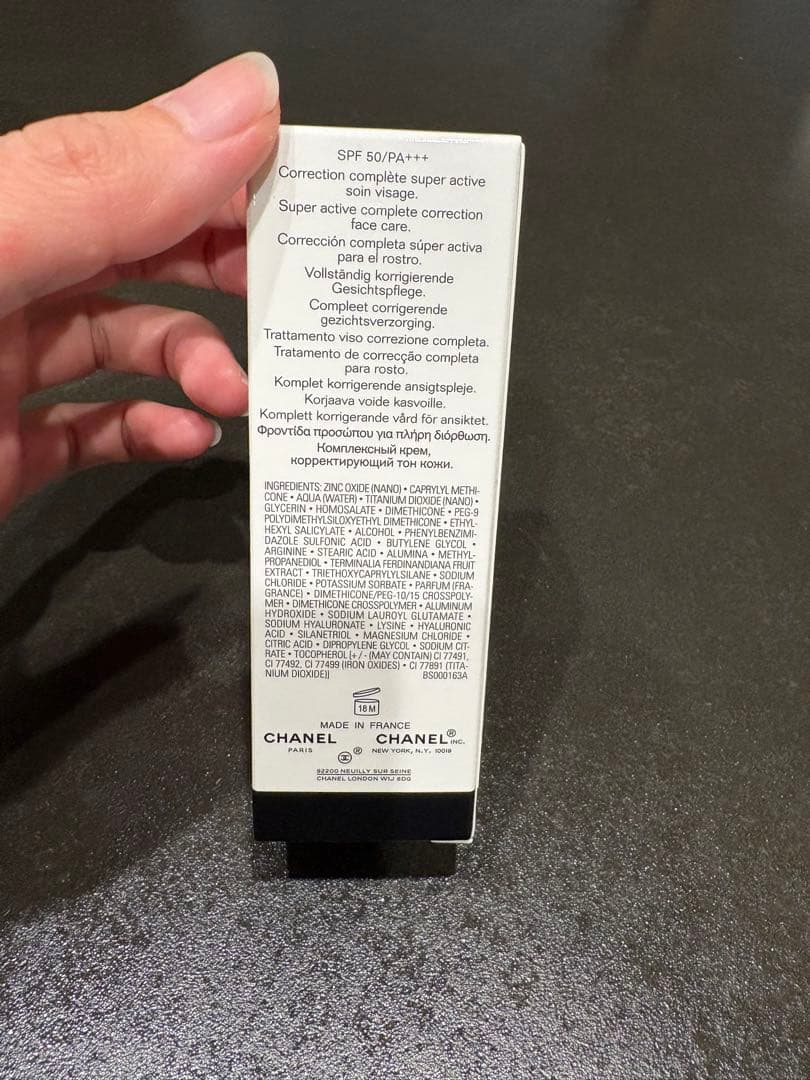 SPF 50/PA+++
Correction complète super active
soin visage.
Super active complete correction
face care.
Corrección completa súper activa
para el rostro.
Vollständig korrigierende
Gesichtspflege.
Compleet corrigerende
gezichtsverzorging.
Trattamento viso correzione completa.
Tratamento de correcção completa
para rosto.
Komplet korrigerende ansigtspleje.
Korjaava voide kasvoille.
Komplett korrigerande vård för ansiktet.
Φροντίδα προσώπου για πλήρη διόρθωση.
Комплексный крем,
корректирующий тон кожи.
INGREDIENTS: ZINC OXIDE (NANO) • CAPRYLYL METHI-
CONE • AQUA (WATER) • TITANIUM DIOXIDE (NANO) •
GLYCERIN • HOMOSALATE • DIMETHICONE • PEG-9
POLYDIMETHYLSILOXYETHYL DIMETHICONE • ETHYL-
HEXYL SALICYLATE • ALCOHOL • PHENYLBENZIMI-
DAZOLE SULFONIC ACID • BUTYLENE GLYCOL •
ARGININE • STEARIC ACID • ALUMINA • METHYL-
PROPANEDIOL • TERMINALIA FERDINANDIANA FRUIT
EXTRACT • TRIETHOXYCAPRYLYLSILANE • SODIUM
CHLORIDE • POTASSIUM SORBATE • PARFUM (FRA-
GRANCE) • DIMETHICONE/PEG-10/15 CROSSPOLY-
MER • DIMETHICONE CROSSPOLYMER • ALUMINUM
HYDROXIDE • SODIUM LAUROYL GLUTAMATE •
SODIUM HYALURONATE • LYSINE • HYALURONIC
ACID • SILANETRIOL • MAGNESIUM CHLORIDE •
CITRIC ACID • DIPROPYLENE GLYCOL • SODIUM CIT-
RATE • TOCOPHEROL [+ / - (MAY CONTAIN) CI 77491,
CI 77492, CI 77499 (IRON OXIDES) • CI 77891 (TITA-
NIUM DIOXIDE)] BS000163A
18 M
MADE IN FRANCE
CHANEL CHANEL® INC.
PARIS ® NEW YORK, N.Y. 10019
92200 NEUILLY SUR SEINE
CHANEL LONDON W1J 6DG